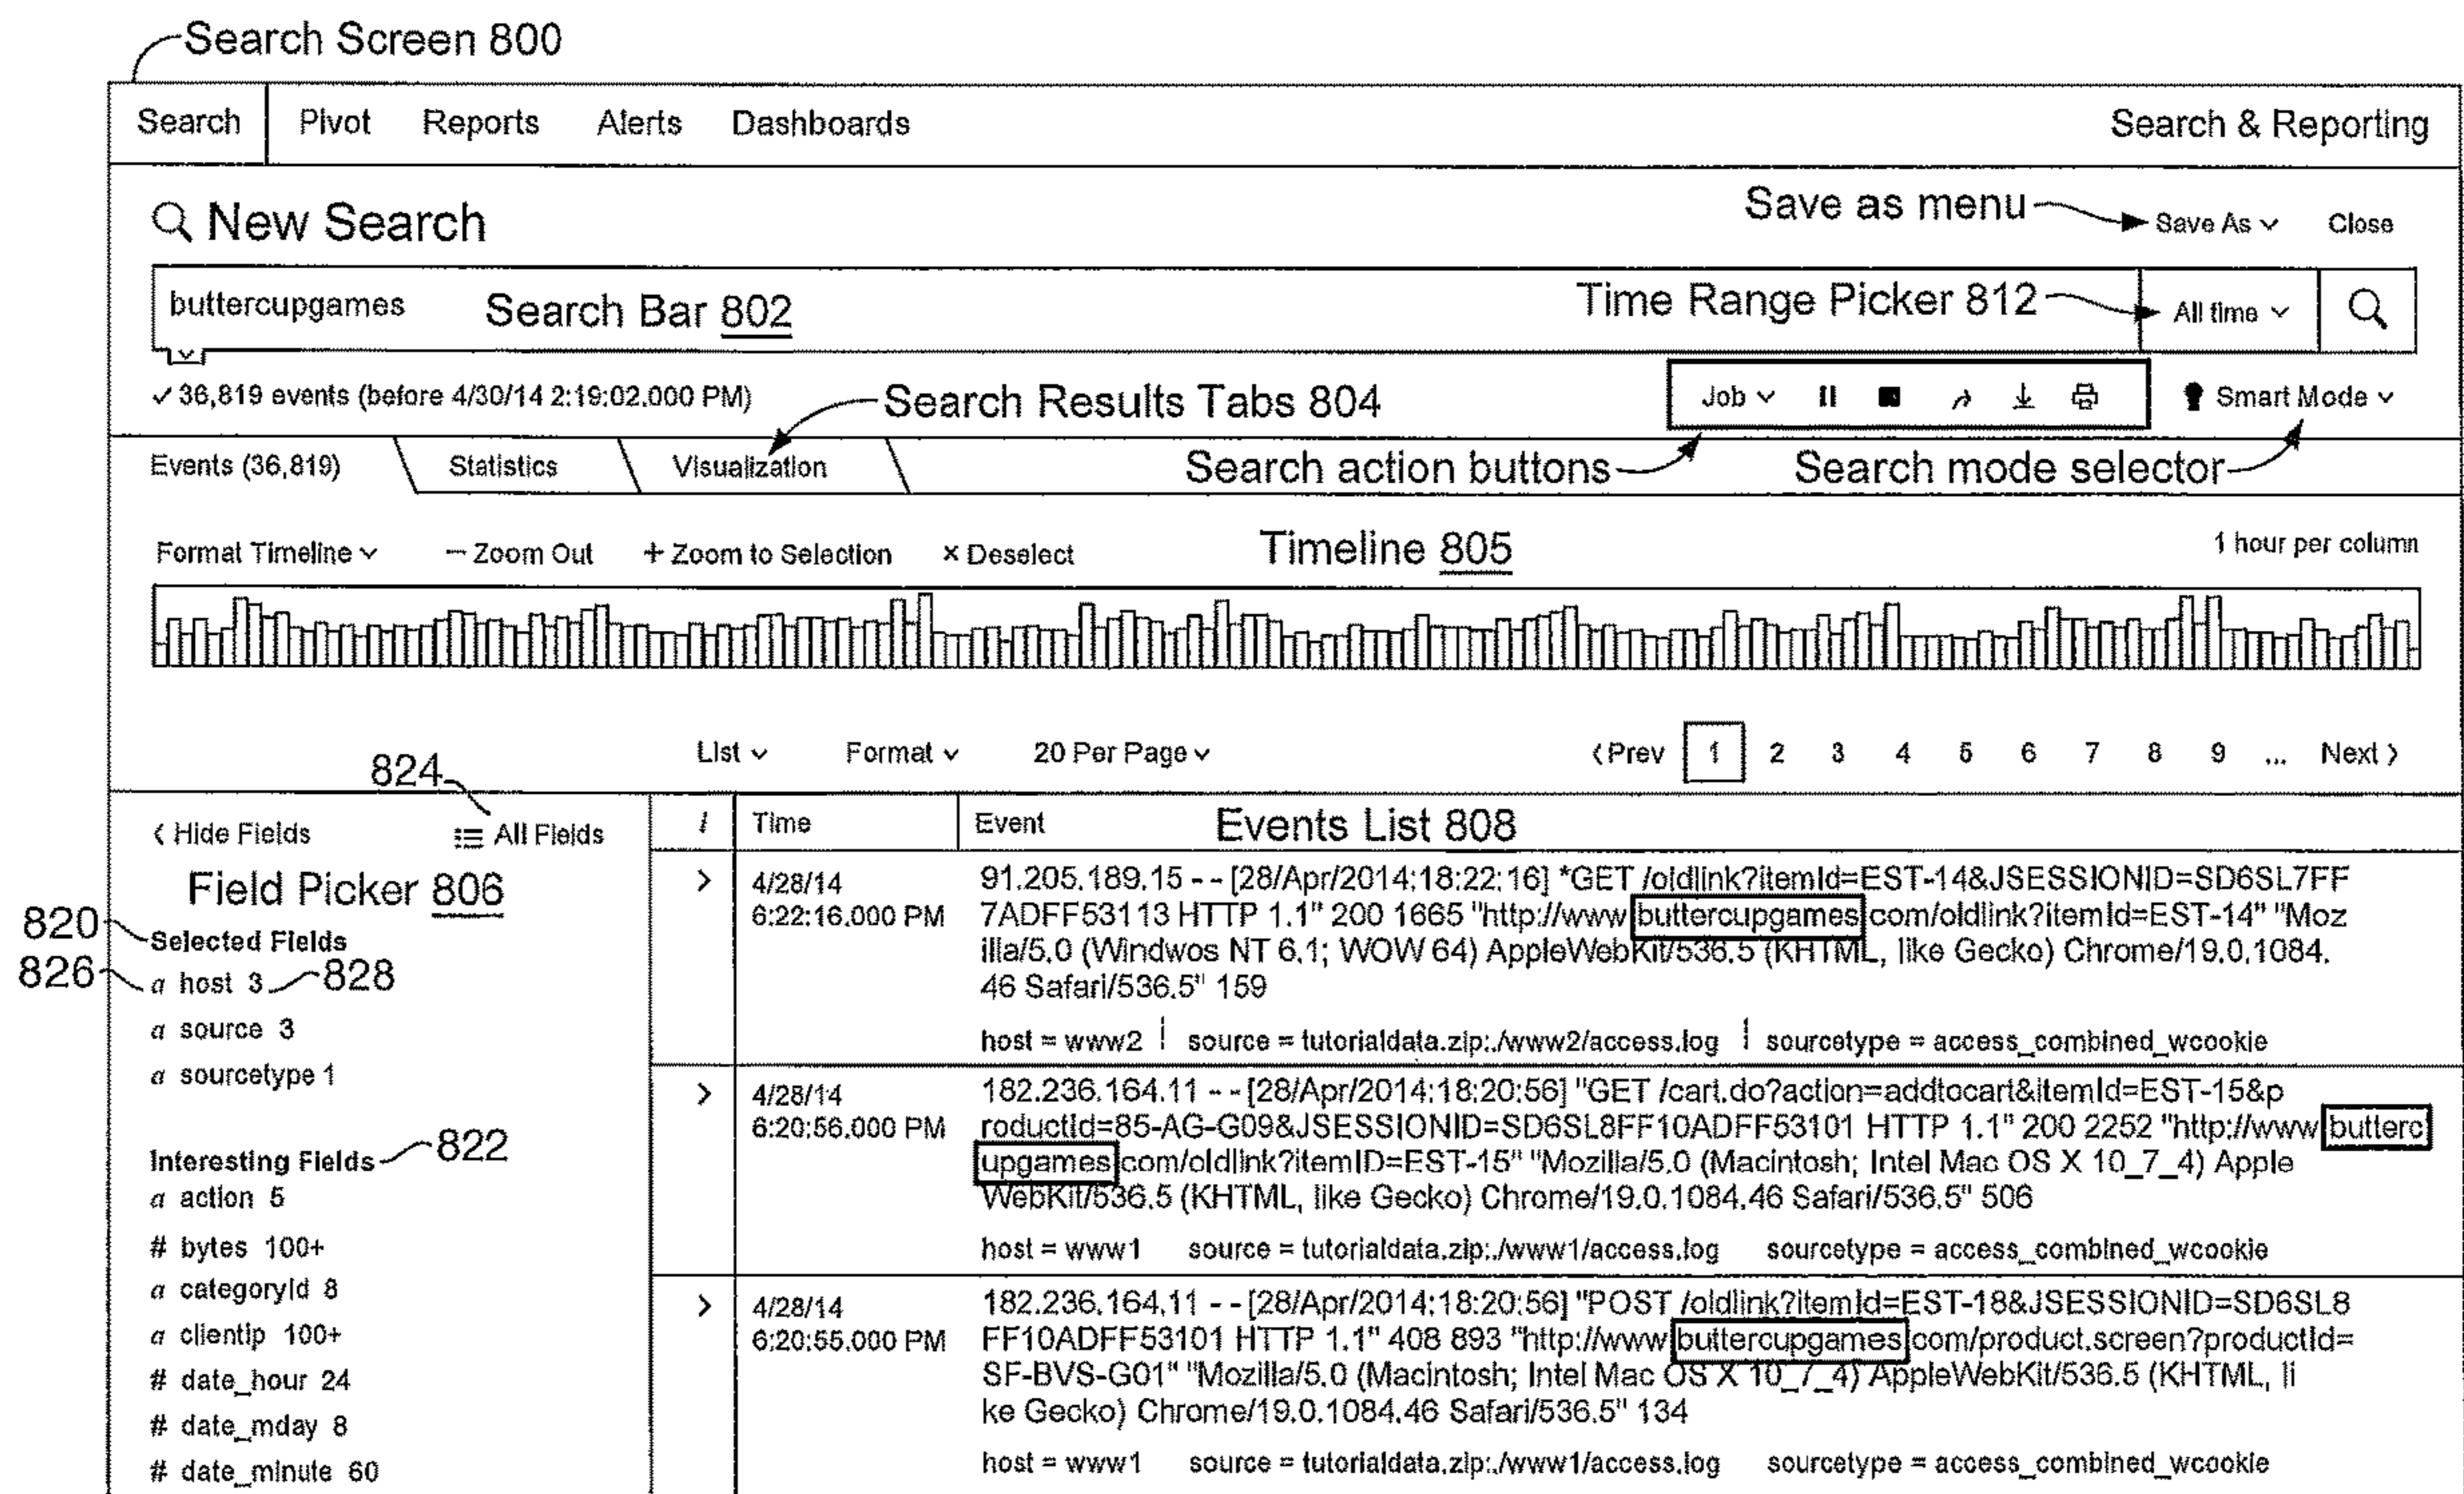 Search Screen 800
Search Pivot Reports Alerts Dashboards Search & Reporting
New Search Save as menu Save As Close
buttercupgames Search Bar 802 Time Range Picker 812 All time
✓ 36,819 events (before 4/30/14 2:19:02.000 PM) Search Results Tabs 804 Job Smart Mode
Events (36,819) Statistics Visualization Search action buttons Search mode selector
Format Timeline — Zoom Out + Zoom to Selection × Deselect Timeline 805 1 hour per column
List Format 20 Per Page < Prev 1 2 3 4 5 6 7 8 9 ... Next >
824
< Hide Fields All Fields
Field Picker 806
820 Selected Fields
826 a host 3 828
a source 3
a sourcetype 1
Interesting Fields 822
a action 5
# bytes 100+
a categoryId 8
a clientip 100+
# date_hour 24
# date_mday 8
# date_minute 60
i Time Event Events List 808
> 4/28/14
6:22:16.000 PM
91.205.189.15 - - [28/Apr/2014:18:22:16] "GET /oldlink?itemId=EST-14&JSESSIONID=SD6SL7FF
7ADFF53113 HTTP 1.1" 200 1665 "http://www buttercupgames com/oldlink?itemId=EST-14" "Moz
illa/5.0 (Windwos NT 6.1; WOW 64) AppleWebKit/536.5 (KHTML, like Gecko) Chrome/19.0.1084.
46 Safari/536.5" 159
host = www2 source = tutorialdata.zip:./www2/access.log sourcetype = access_combined_wcookie
> 4/28/14
6:20:56.000 PM
182.236.164.11 - - [28/Apr/2014:18:20:56] "GET /cart.do?action=addtocart&itemId=EST-15&p
roductId=85-AG-G09&JSESSIONID=SD6SL8FF10ADFF53101 HTTP 1.1" 200 2252 "http://www butterc
upgames com/oldlink?itemID=EST-15" "Mozilla/5.0 (Macintosh; Intel Mac OS X 10_7_4) Apple
WebKit/536.5 (KHTML, like Gecko) Chrome/19.0.1084.46 Safari/536.5" 506
host = www1 source = tutorialdata.zip:./www1/access.log sourcetype = access_combined_wcookie
> 4/28/14
6:20:55.000 PM
182.236.164.11 - - [28/Apr/2014:18:20:56] "POST /oldlink?itemId=EST-18&JSESSIONID=SD6SL8
FF10ADFF53101 HTTP 1.1" 408 893 "http://www buttercupgames com/product.screen?productId=
SF-BVS-G01" "Mozilla/5.0 (Macintosh; Intel Mac OS X 10_7_4) AppleWebKit/536.5 (KHTML, li
ke Gecko) Chrome/19.0.1084.46 Safari/536.5" 134
host = www1 source = tutorialdata.zip:./www1/access.log sourcetype = access_combined_wcookie